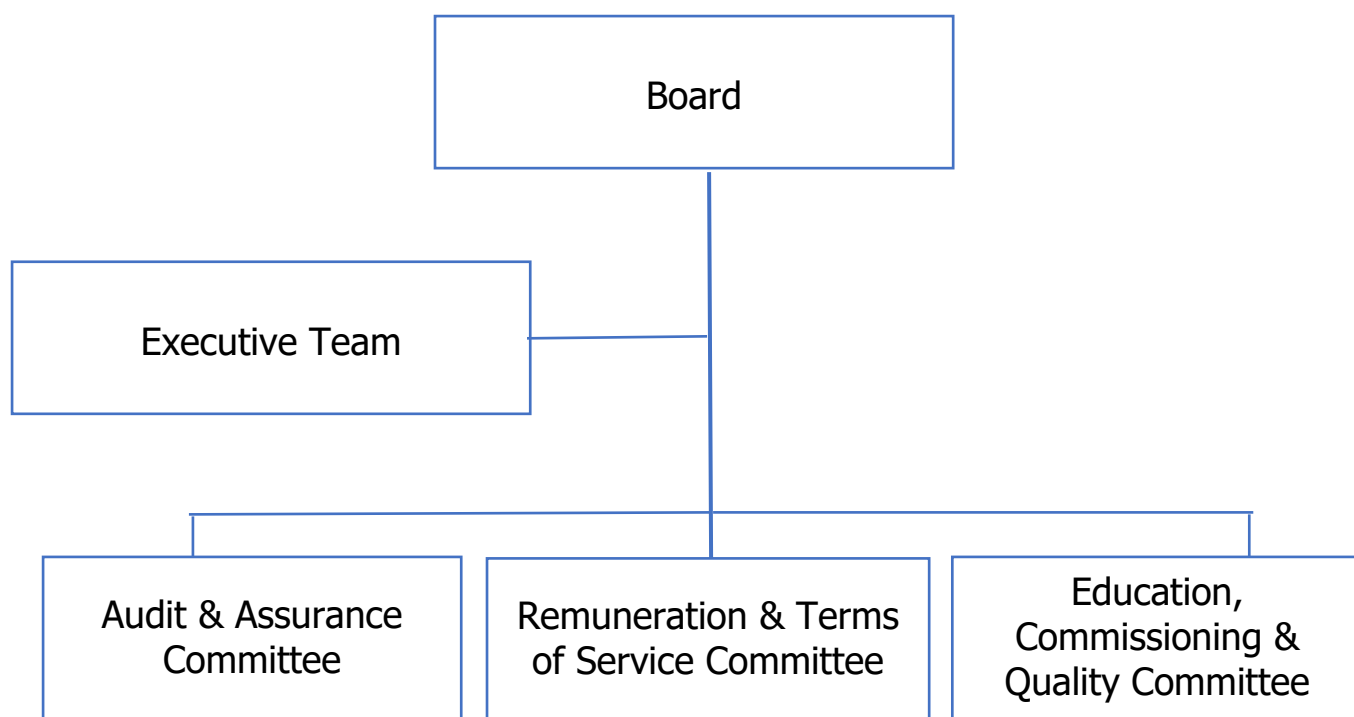 Board
Executive Team
Audit & Assurance
Committee
Remuneration & Terms
of Service Committee
Education,
Commissioning &
Quality Committee